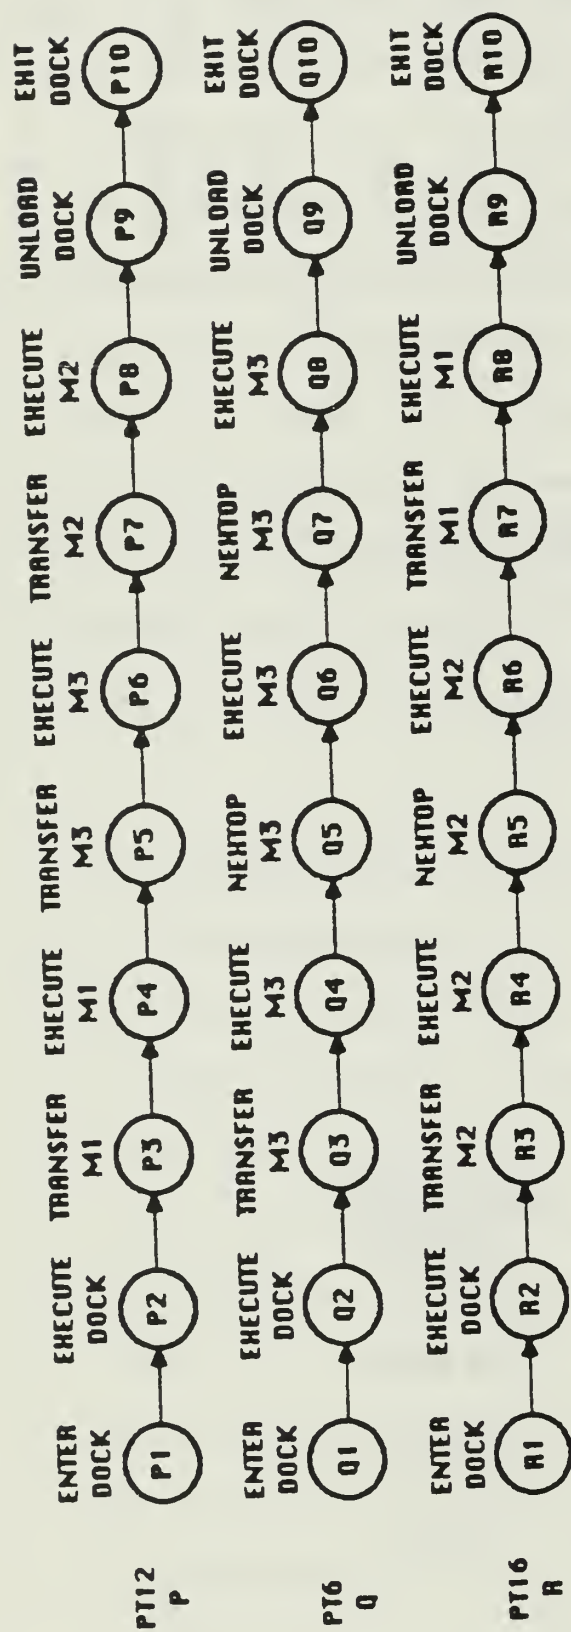 ENTER EXECUTE TRANSFER EXECUTE TRANSFER EXECUTE TRANSFER EXECUTE UNLOAD EXIT
DOCK DOCK M1 M1 M3 M3 M2 M2 DOCK DOCK
PT12
P
P1 P2 P3 P4 P5 P6 P7 P8 P9 P10
ENTER EXECUTE TRANSFER EXECUTE NEXTOP EXECUTE NEXTOP EXECUTE UNLOAD EXIT
DOCK DOCK M3 M3 M3 M3 M3 M3 DOCK DOCK
PT6
Q
Q1 Q2 Q3 Q4 Q5 Q6 Q7 Q8 Q9 Q10
ENTER EXECUTE TRANSFER EXECUTE NEXTOP EXECUTE TRANSFER EXECUTE UNLOAD EXIT
DOCK DOCK M2 M2 M2 M2 M1 M1 DOCK DOCK
PT16
R
R1 R2 R3 R4 R5 R6 R7 R8 R9 R10